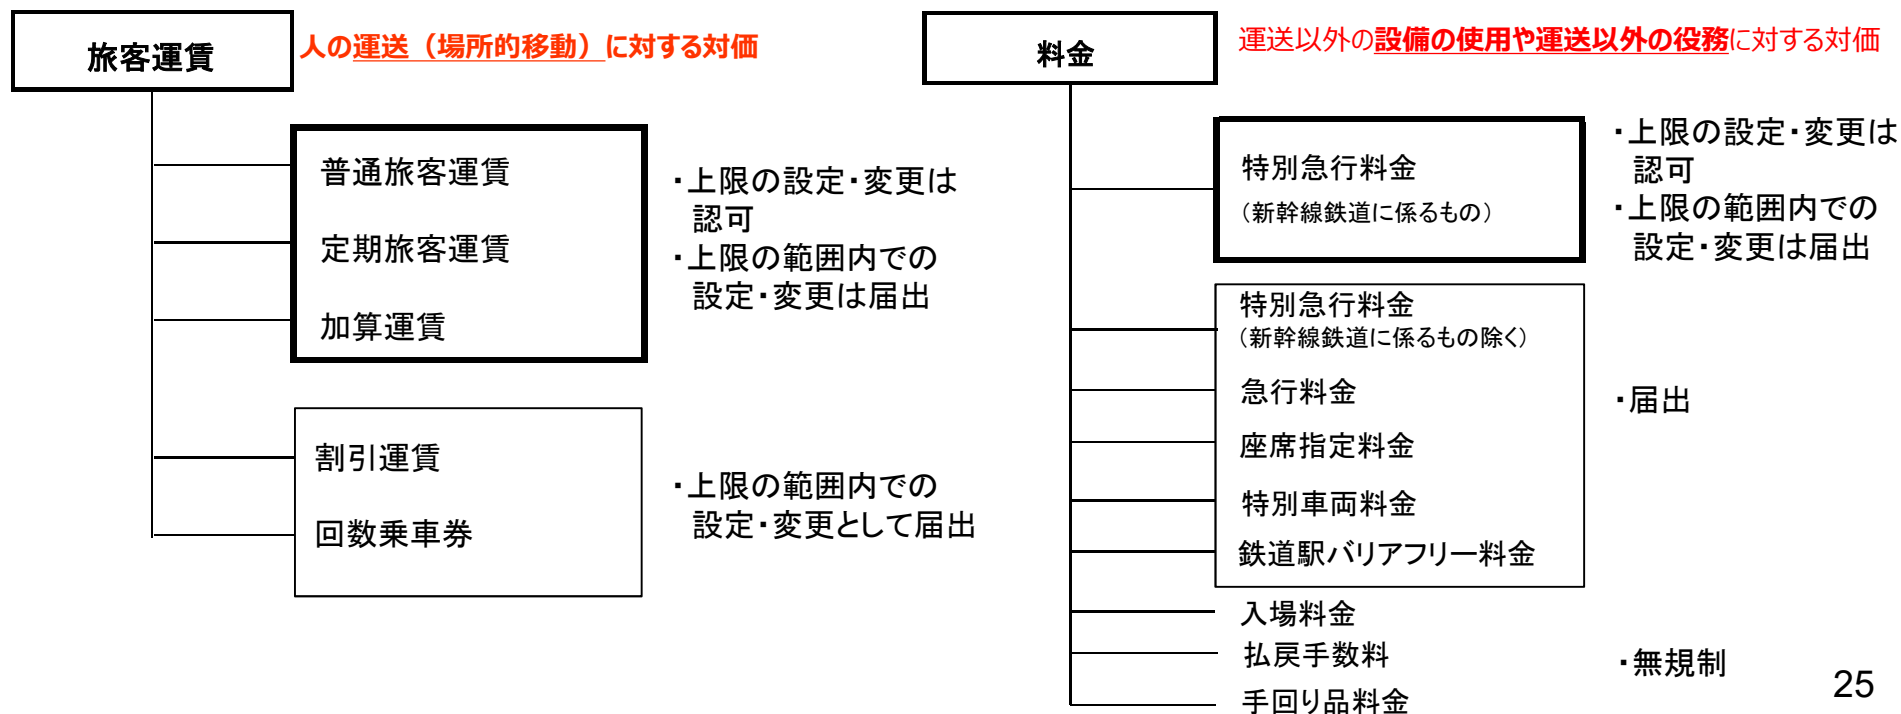 旅客運賃
人の運送（場所的移動）に対する対価
普通旅客運賃
定期旅客運賃
加算運賃
・上限の設定・変更は
認可
・上限の範囲内での
設定・変更は届出
割引運賃
回数乗車券
・上限の範囲内での
設定・変更として届出
料金
運送以外の設備の使用や運送以外の役務に対する対価
特別急行料金
（新幹線鉄道に係るもの）
・上限の設定・変更は
認可
・上限の範囲内での
設定・変更は届出
特別急行料金
（新幹線鉄道に係るもの除く）
急行料金
座席指定料金
特別車両料金
鉄道駅バリアフリー料金
・届出
入場料金
払戻手数料
手回り品料金
・無規制
25